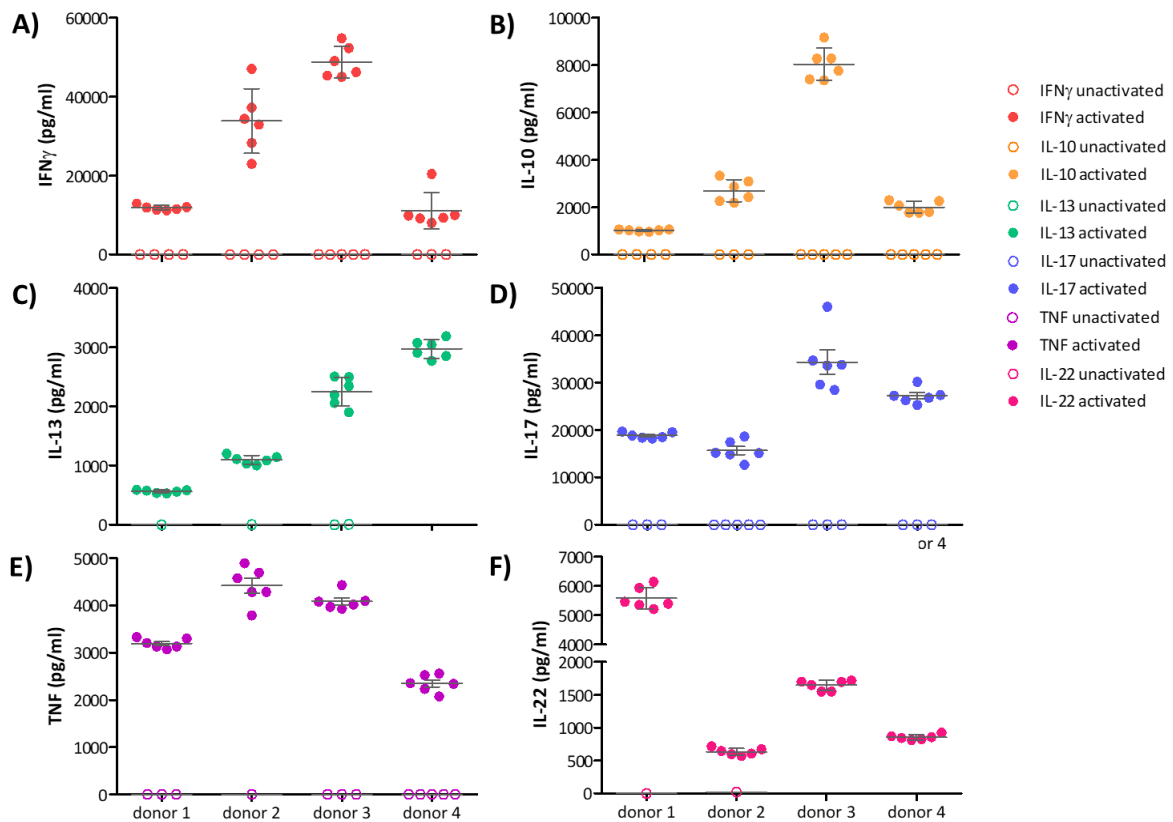 A)
60000
40000
20000
0
IFNγ (pg/ml)
B)
10000
8000
6000
4000
2000
0
IL-10 (pg/ml)
C)
4000
3000
2000
1000
0
IL-13 (pg/ml)
D)
50000
40000
30000
20000
10000
0
IL-17 (pg/ml)
or 4
E)
5000
4000
3000
2000
1000
0
TNF (pg/ml)
donor 1 donor 2 donor 3 donor 4
F)
7000
6000
5000
4000
2000
1500
1000
500
0
IL-22 (pg/ml)
donor 1 donor 2 donor 3 donor 4
IFNγ unactivated
IFNγ activated
IL-10 unactivated
IL-10 activated
IL-13 unactivated
IL-13 activated
IL-17 unactivated
IL-17 activated
TNF unactivated
TNF activated
IL-22 unactivated
IL-22 activated